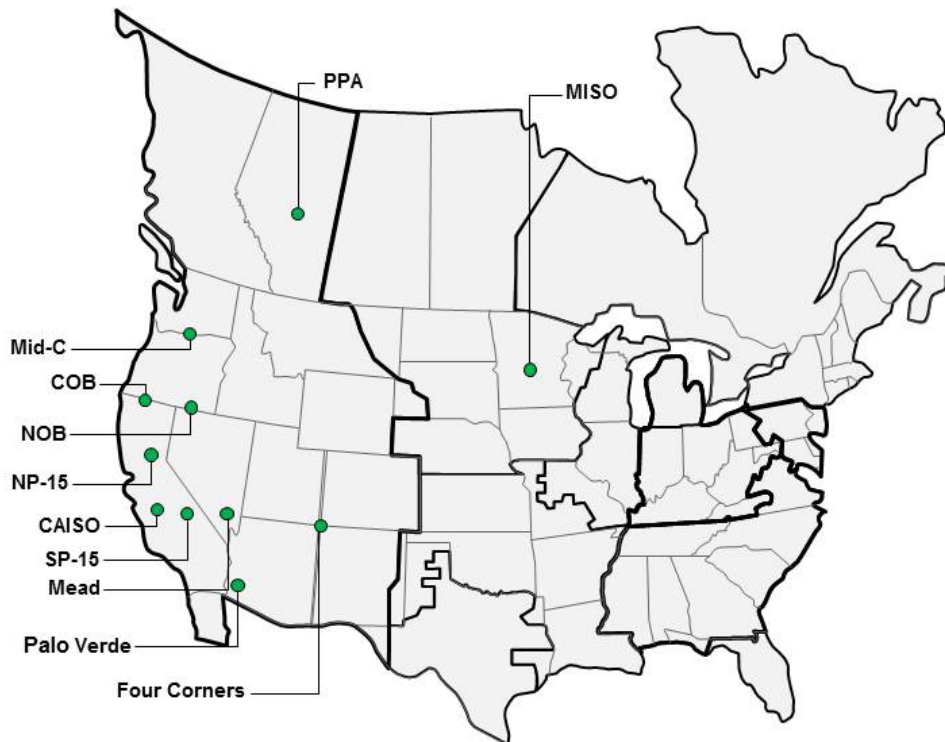 PPA
MISO
Mid-C
COB
NOB
NP-15
CAISO
SP-15
Mead
Palo Verde
Four Corners